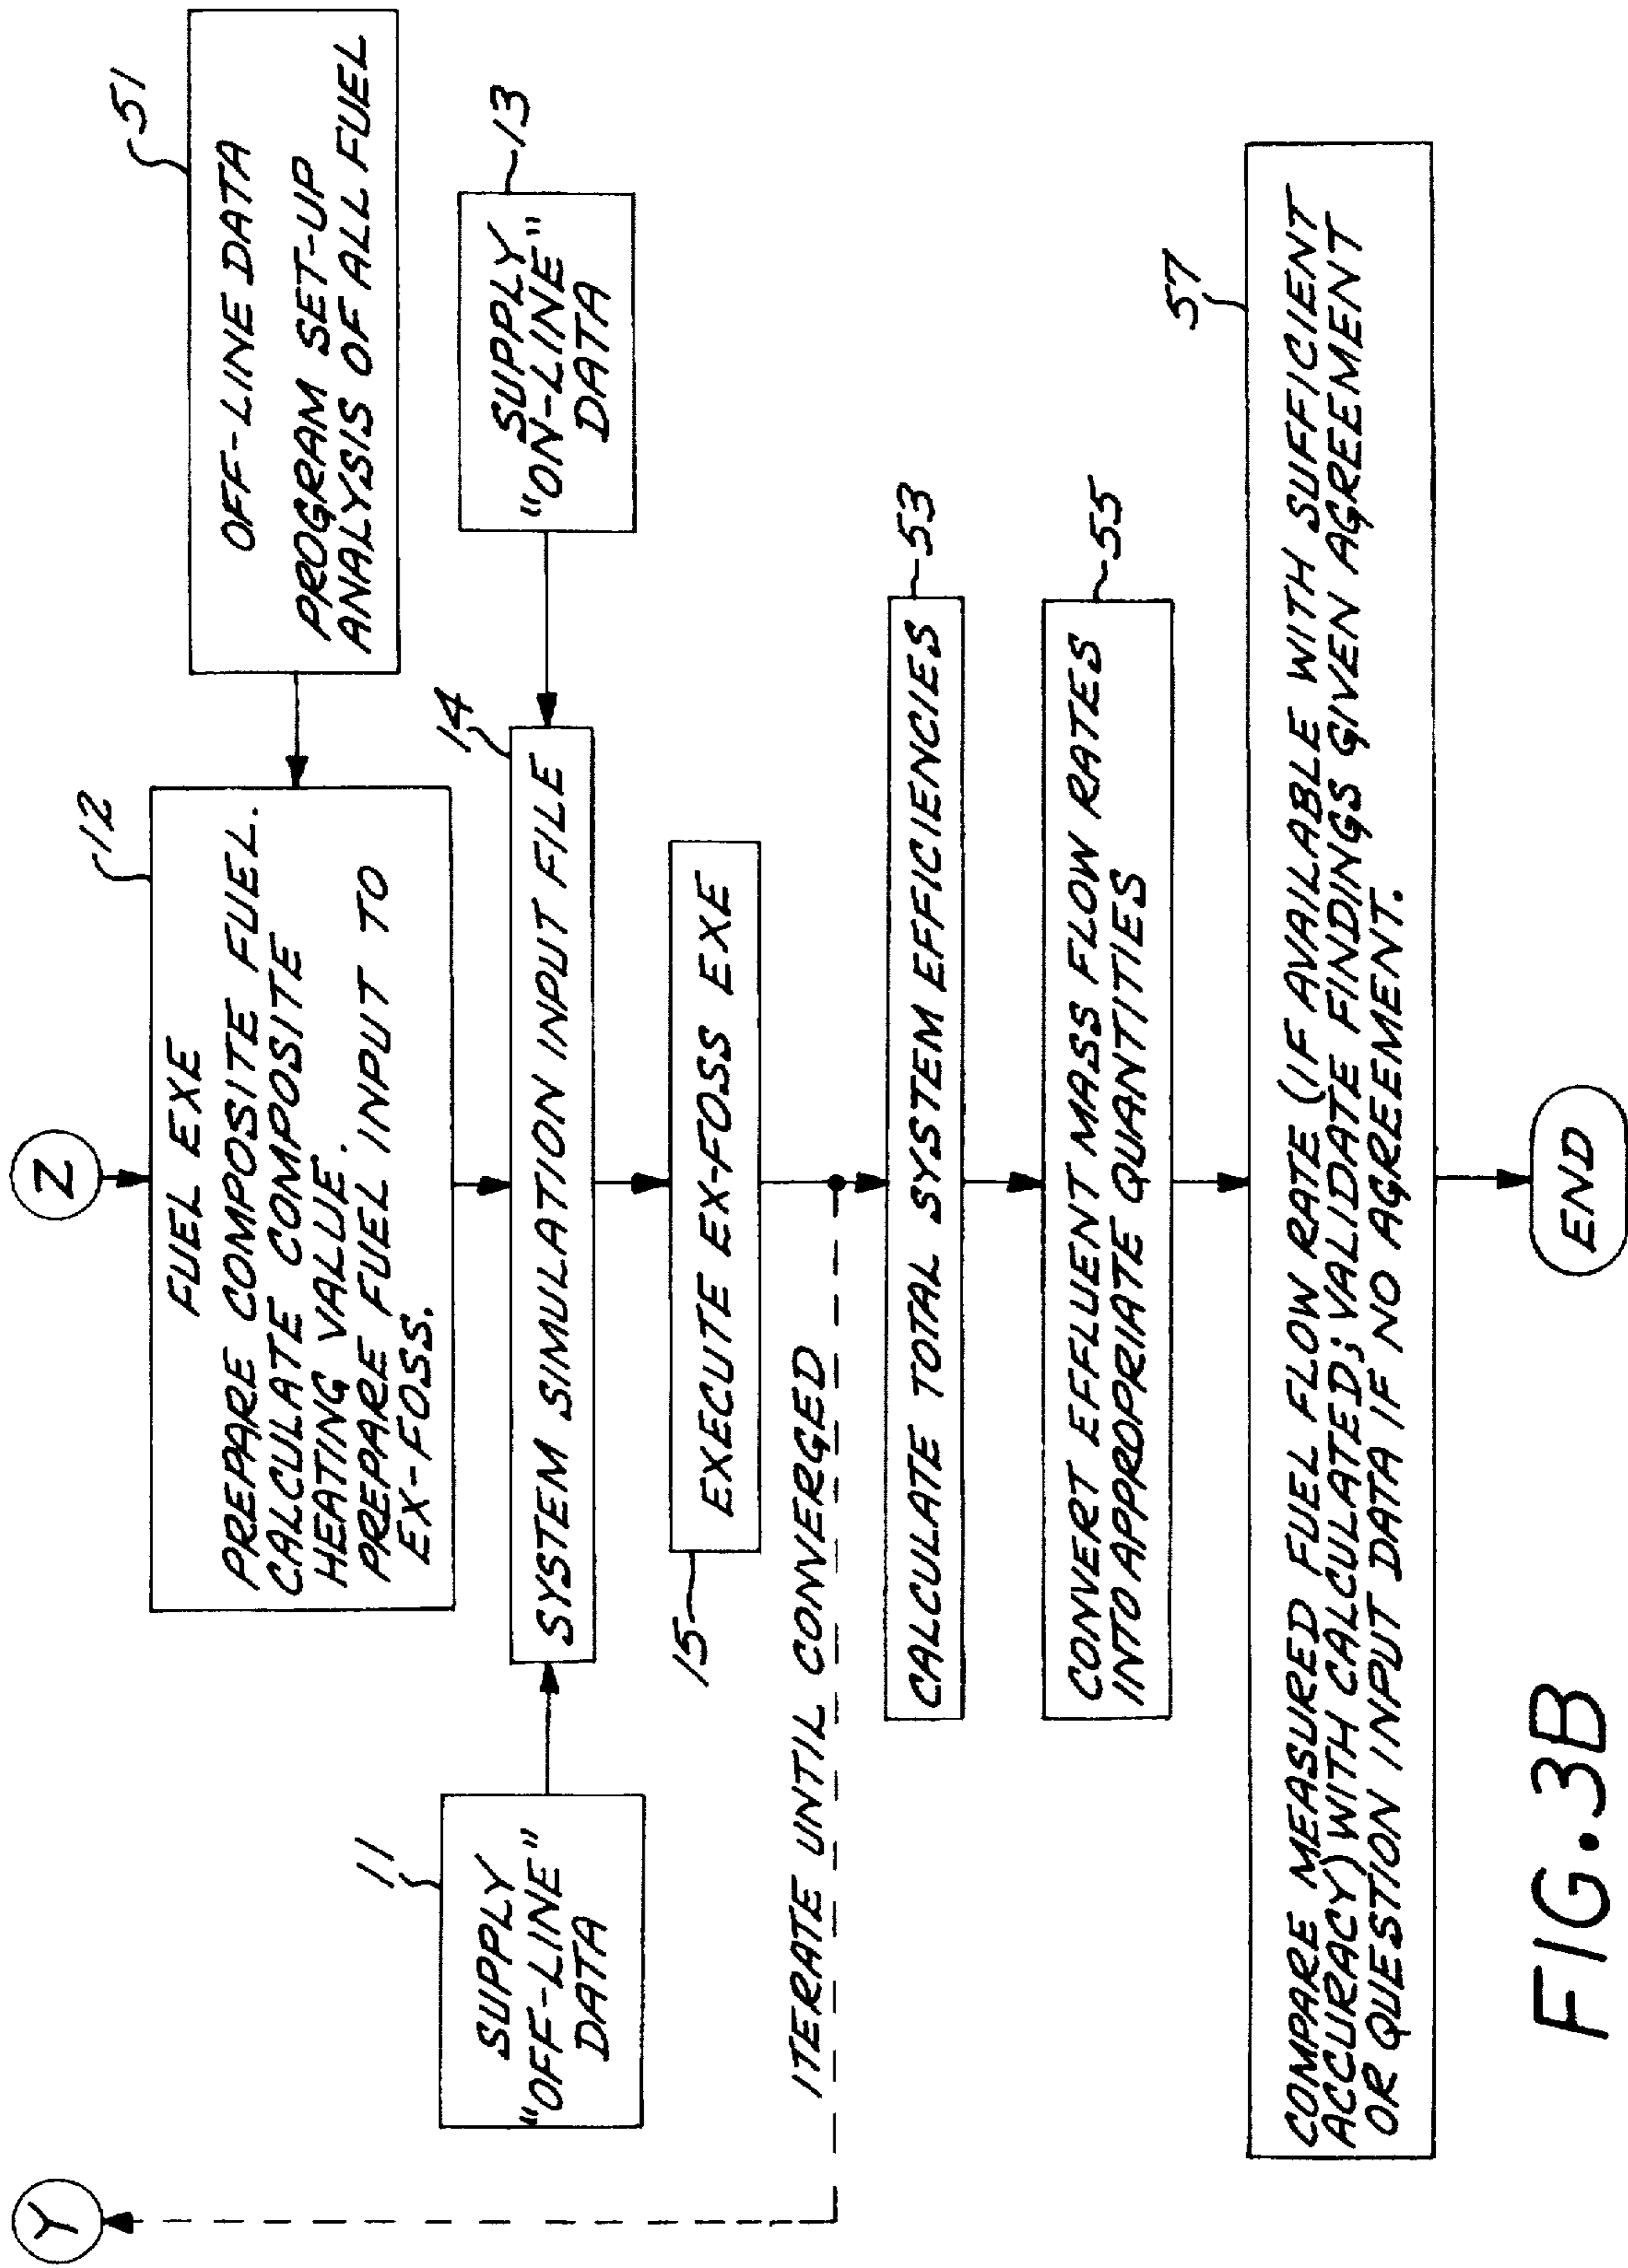 Y
Z
12
FUEL EXE
PREPARE COMPOSITE FUEL.
CALCULATE COMPOSITE
HEATING VALUE.
PREPARE FUEL INPUT TO
EX-FOSS.
51
OFF-LINE DATA
PROGRAM SET-UP
ANALYSIS OF ALL FUEL
11
SUPPLY
"OFF-LINE"
DATA
14
SYSTEM SIMULATION INPUT FILE
13
SUPPLY
"ON-LINE"
DATA
15
EXECUTE EX-FOSS EXE
ITERATE UNTIL CONVERGED
53
CALCULATE TOTAL SYSTEM EFFICIENCIES
55
CONVERT EFFLUENT MASS FLOW RATES
INTO APPROPRIATE QUANTITIES
57
COMPARE MEASURED FUEL FLOW RATE (IF AVAILABLE WITH SUFFICIENT
ACCURACY) WITH CALCULATED; VALIDATE FINDINGS GIVEN AGREEMENT
OR QUESTION INPUT DATA IF NO AGREEMENT.
END
FIG.3B